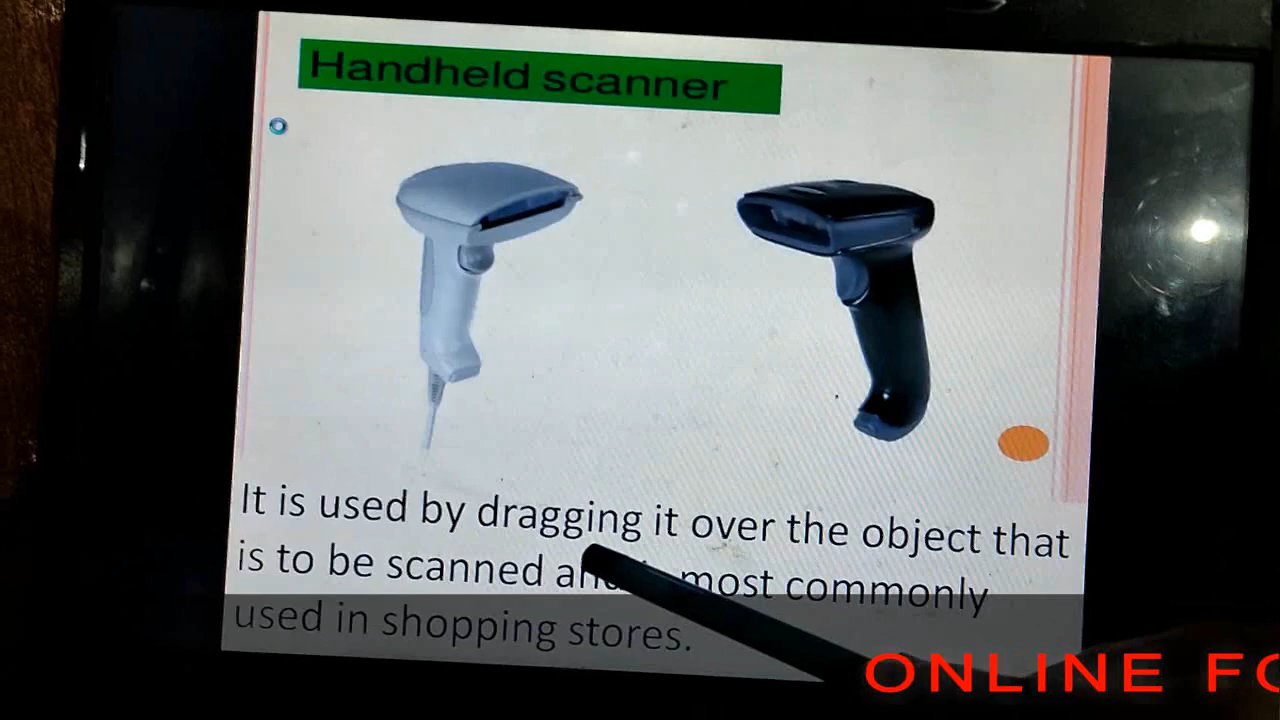 Handheld scanner
It is used by dragging it over the object that
is to be scanned and most commonly
used in shopping stores.
ONLINE